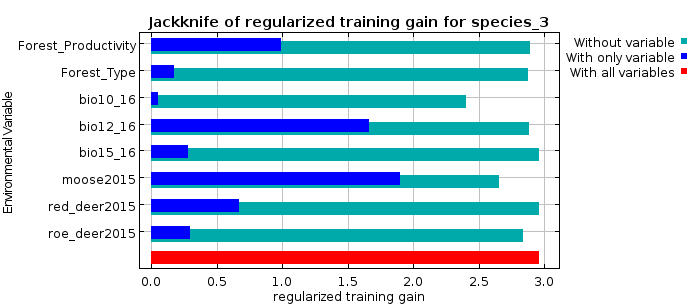 Jackknife of regularized training gain for species_3
Without variable
With only variable
With all variables
Environmental Variable
Forest_Productivity
Forest_Type
bio10_16
bio12_16
bio15_16
moose2015
red_deer2015
roe_deer2015
0.0 0.5 1.0 1.5 2.0 2.5 3.0
regularized training gain